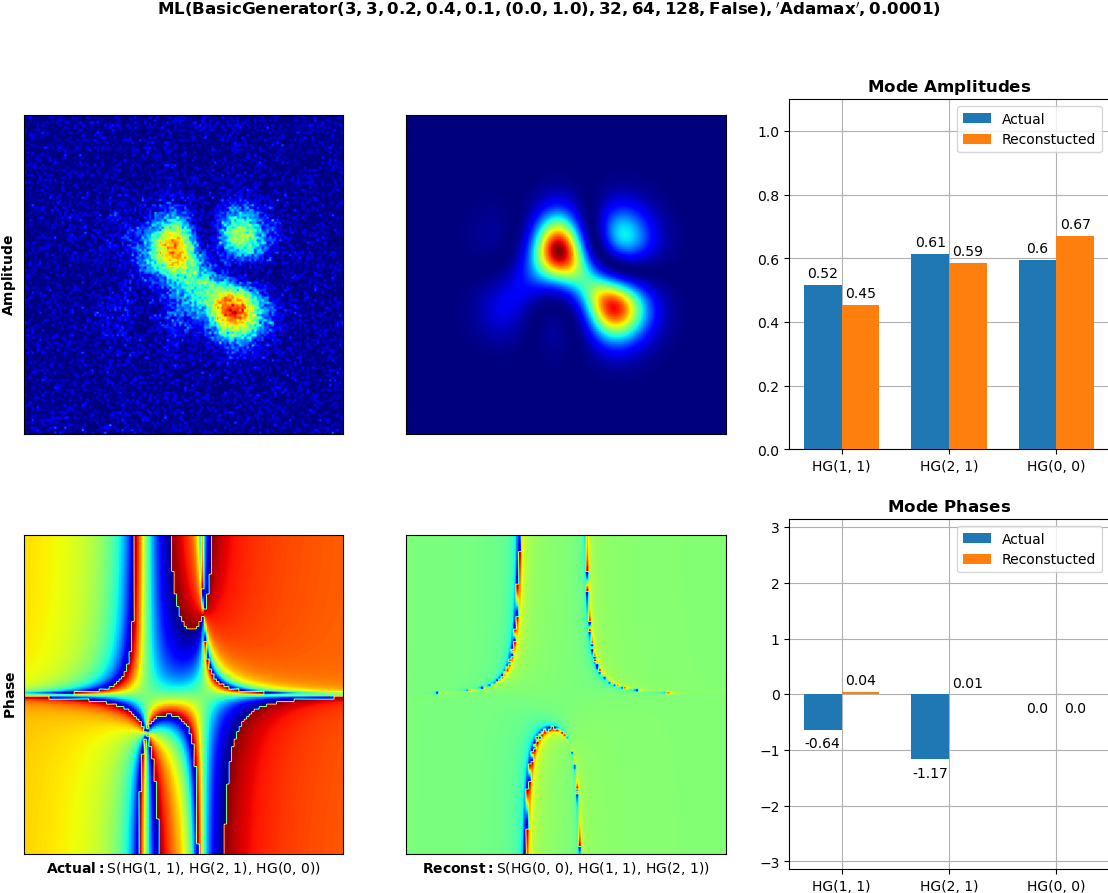 ML(BasicGenerator(3, 3, 0.2, 0.4, 0.1, (0.0, 1.0), 32, 64, 128, False), ′Adamax′, 0.0001)
Amplitude
Mode Amplitudes
Actual
Reconstucted
1.0
0.8
0.6
0.4
0.2
0.0
0.52
0.45
0.61
0.59
0.6
0.67
HG(1, 1)
HG(2, 1)
HG(0, 0)
Phase
Actual: S(HG(1, 1), HG(2, 1), HG(0, 0))
Reconst: S(HG(0, 0), HG(1, 1), HG(2, 1))
Mode Phases
Actual
Reconstucted
3
2
1
0
−1
−2
−3
-0.64
0.04
-1.17
0.01
0.0
0.0
HG(1, 1)
HG(2, 1)
HG(0, 0)